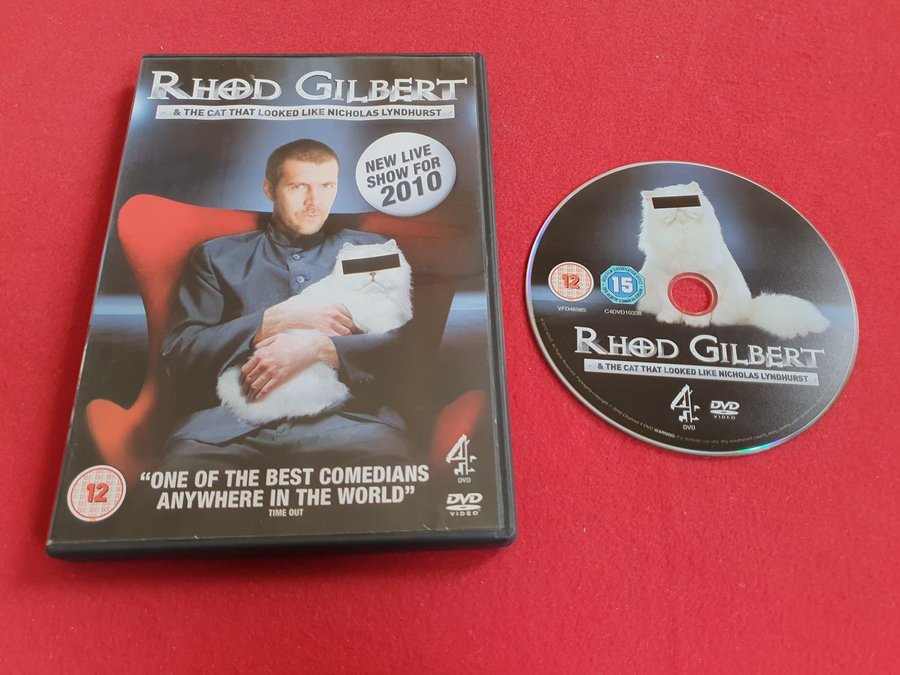 RHOD GILBERT
& THE CAT THAT LOOKED LIKE NICHOLAS LYNDHURST
NEW LIVE
SHOW FOR
2010
12
"ONE OF THE BEST COMEDIANS
ANYWHERE IN THE WORLD"
TIME OUT
4
DVD
DVD
VIDEO
12
15
VFD46985
C4DVD10338
RHOD GILBERT
& THE CAT THAT LOOKED LIKE NICHOLAS LYNDHURST
4
DVD
DVD
VIDEO